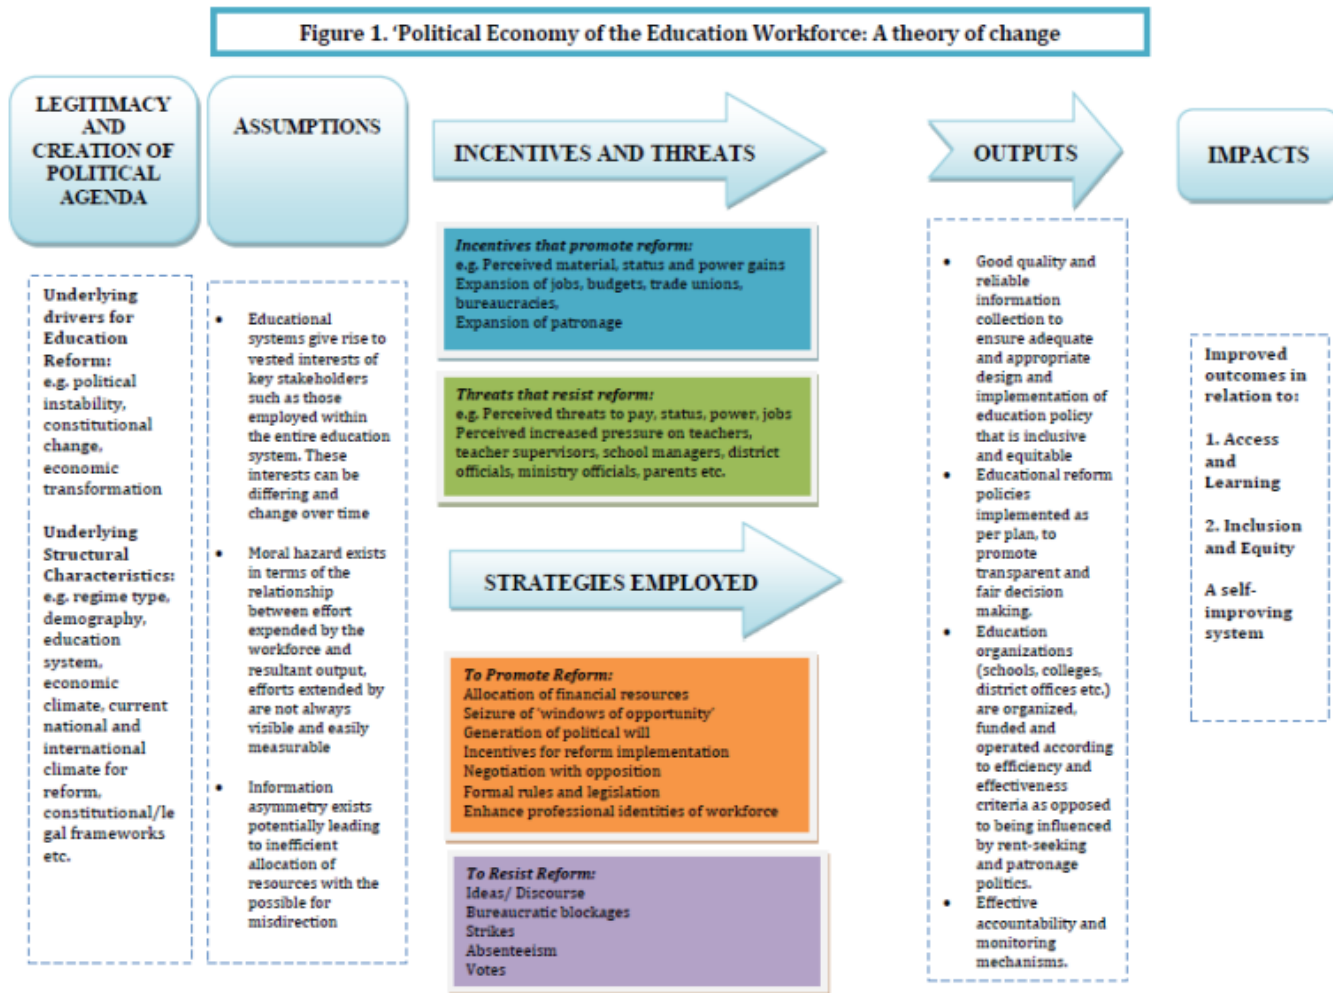 Figure 1. 'Political Economy of the Education Workforce: A theory of change
LEGITIMACY
AND
CREATION OF
POLITICAL
AGENDA
Underlying
drivers for
Education
Reform:
e.g. political
instability,
constitutional
change,
economic
transformation
Underlying
Structural
Characteristics:
e.g. regime type,
demography,
education
system,
economic
climate, current
national and
international
climate for
reform,
constitutional/le
gal frameworks
etc.
ASSUMPTIONS
• Educational
systems give rise to
vested interests of
key stakeholders
such as those
employed within
the entire education
system. These
interests can be
differing and
change over time
• Moral hazard exists
in terms of the
relationship
between effort
expended by the
workforce and
resultant output,
efforts extended by
are not always
visible and easily
measurable
• Information
asymmetry exists
potentially leading
to inefficient
allocation of
resources with the
possible for
misdirection
INCENTIVES AND THREATS
Incentives that promote reform:
e.g. Perceived material, status and power gains
Expansion of jobs, budgets, trade unions,
bureaucracies,
Expansion of patronage
Threats that resist reform:
e.g. Perceived threats to pay, status, power, jobs
Perceived increased pressure on teachers,
teacher supervisors, school managers, district
officials, ministry officials, parents etc.
STRATEGIES EMPLOYED
To Promote Reform:
Allocation of financial resources
Seizure of 'windows of opportunity'
Generation of political will
Incentives for reform implementation
Negotiation with opposition
Formal rules and legislation
Enhance professional identities of workforce
To Resist Reform:
Ideas/ Discourse
Bureaucratic blockages
Strikes
Absenteeism
Votes
OUTPUTS
• Good quality and
reliable
information
collection to
ensure adequate
and appropriate
design and
implementation of
education policy
that is inclusive
and equitable
• Educational reform
policies
implemented as
per plan, to
promote
transparent and
fair decision
making.
• Education
organizations
(schools, colleges,
district offices etc.)
are organized,
funded and
operated according
to efficiency and
effectiveness
criteria as opposed
to being influenced
by rent-seeking
and patronage
politics.
• Effective
accountability and
monitoring
mechanisms.
IMPACTS
Improved
outcomes in
relation to:
1. Access
and
Learning
2. Inclusion
and Equity
A self-
improving
system